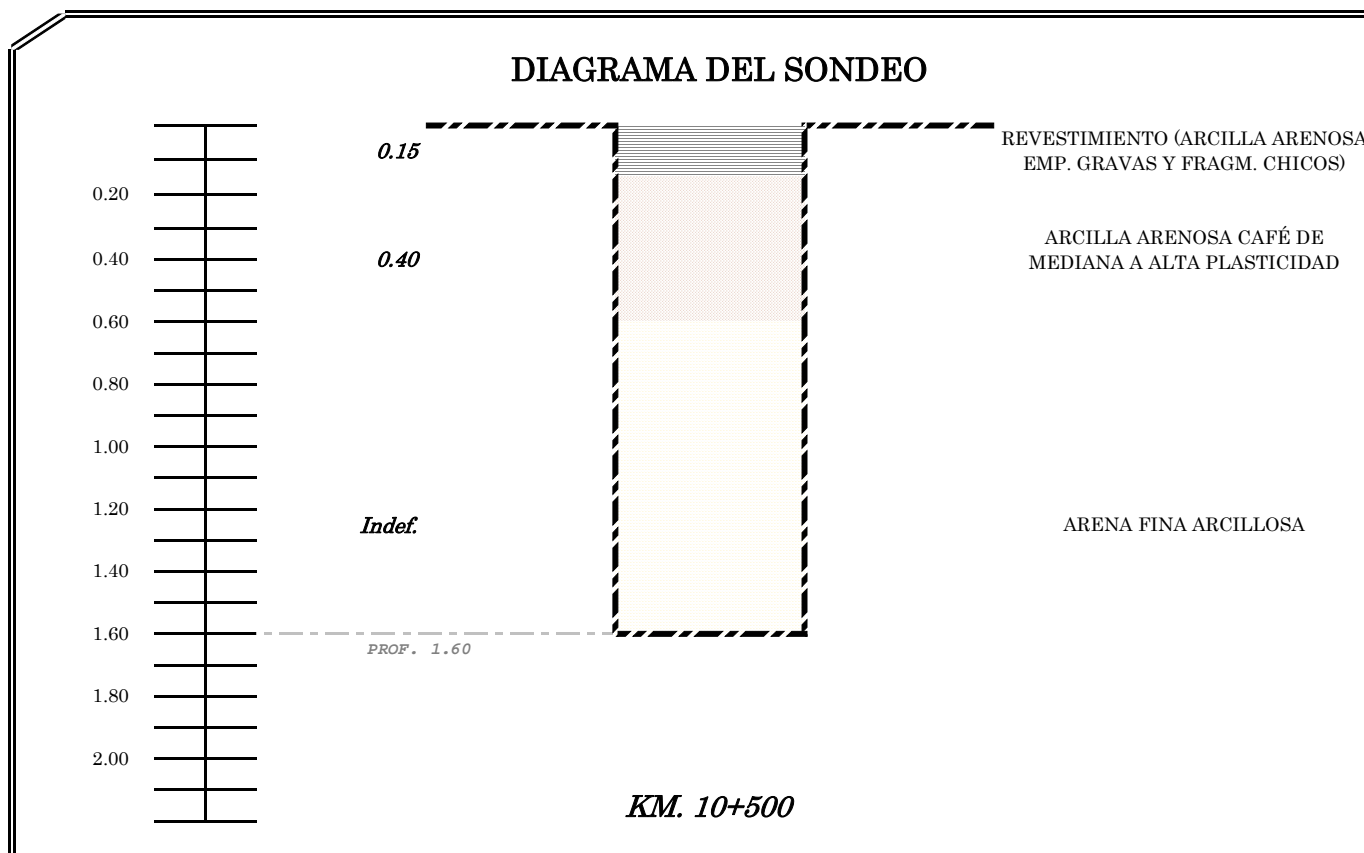 DIAGRAMA DEL SONDEO
0.15
REVESTIMIENTO (ARCILLA ARENOSA
EMP. GRAVAS Y FRAGM. CHICOS)
0.20
0.40
0.40
ARCILLA ARENOSA CAFÉ DE
MEDIANA A ALTA PLASTICIDAD
0.60
0.80
1.00
1.20
Indef.
ARENA FINA ARCILLOSA
1.40
1.60
PROF. 1.60
1.80
2.00
KM. 10+500